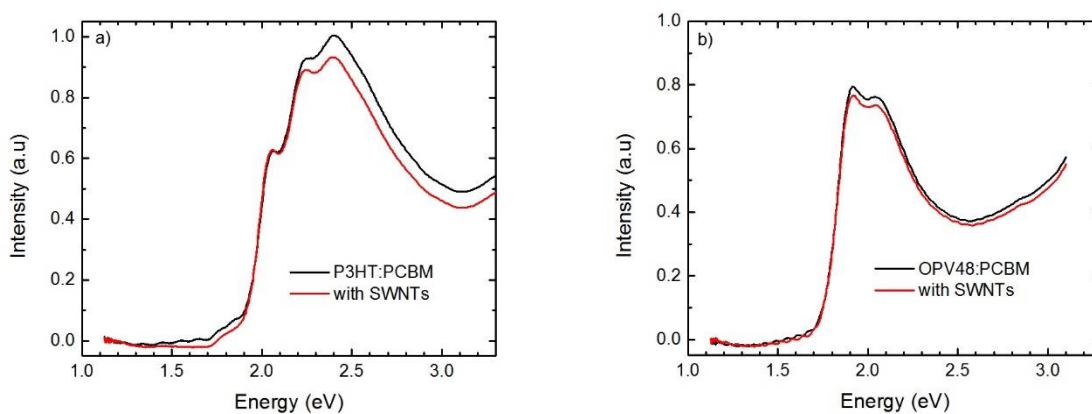 a)
1.0
0.8
0.6
0.4
0.2
0.0
Intensity (a.u)
P3HT:PCBM
with SWNTs
1.0 1.5 2.0 2.5 3.0
Energy (eV)
b)
1.0
0.8
0.6
0.4
0.2
0.0
Intensity (a.u)
OPV48:PCBM
with SWNTs
1.0 1.5 2.0 2.5 3.0
Energy (eV)